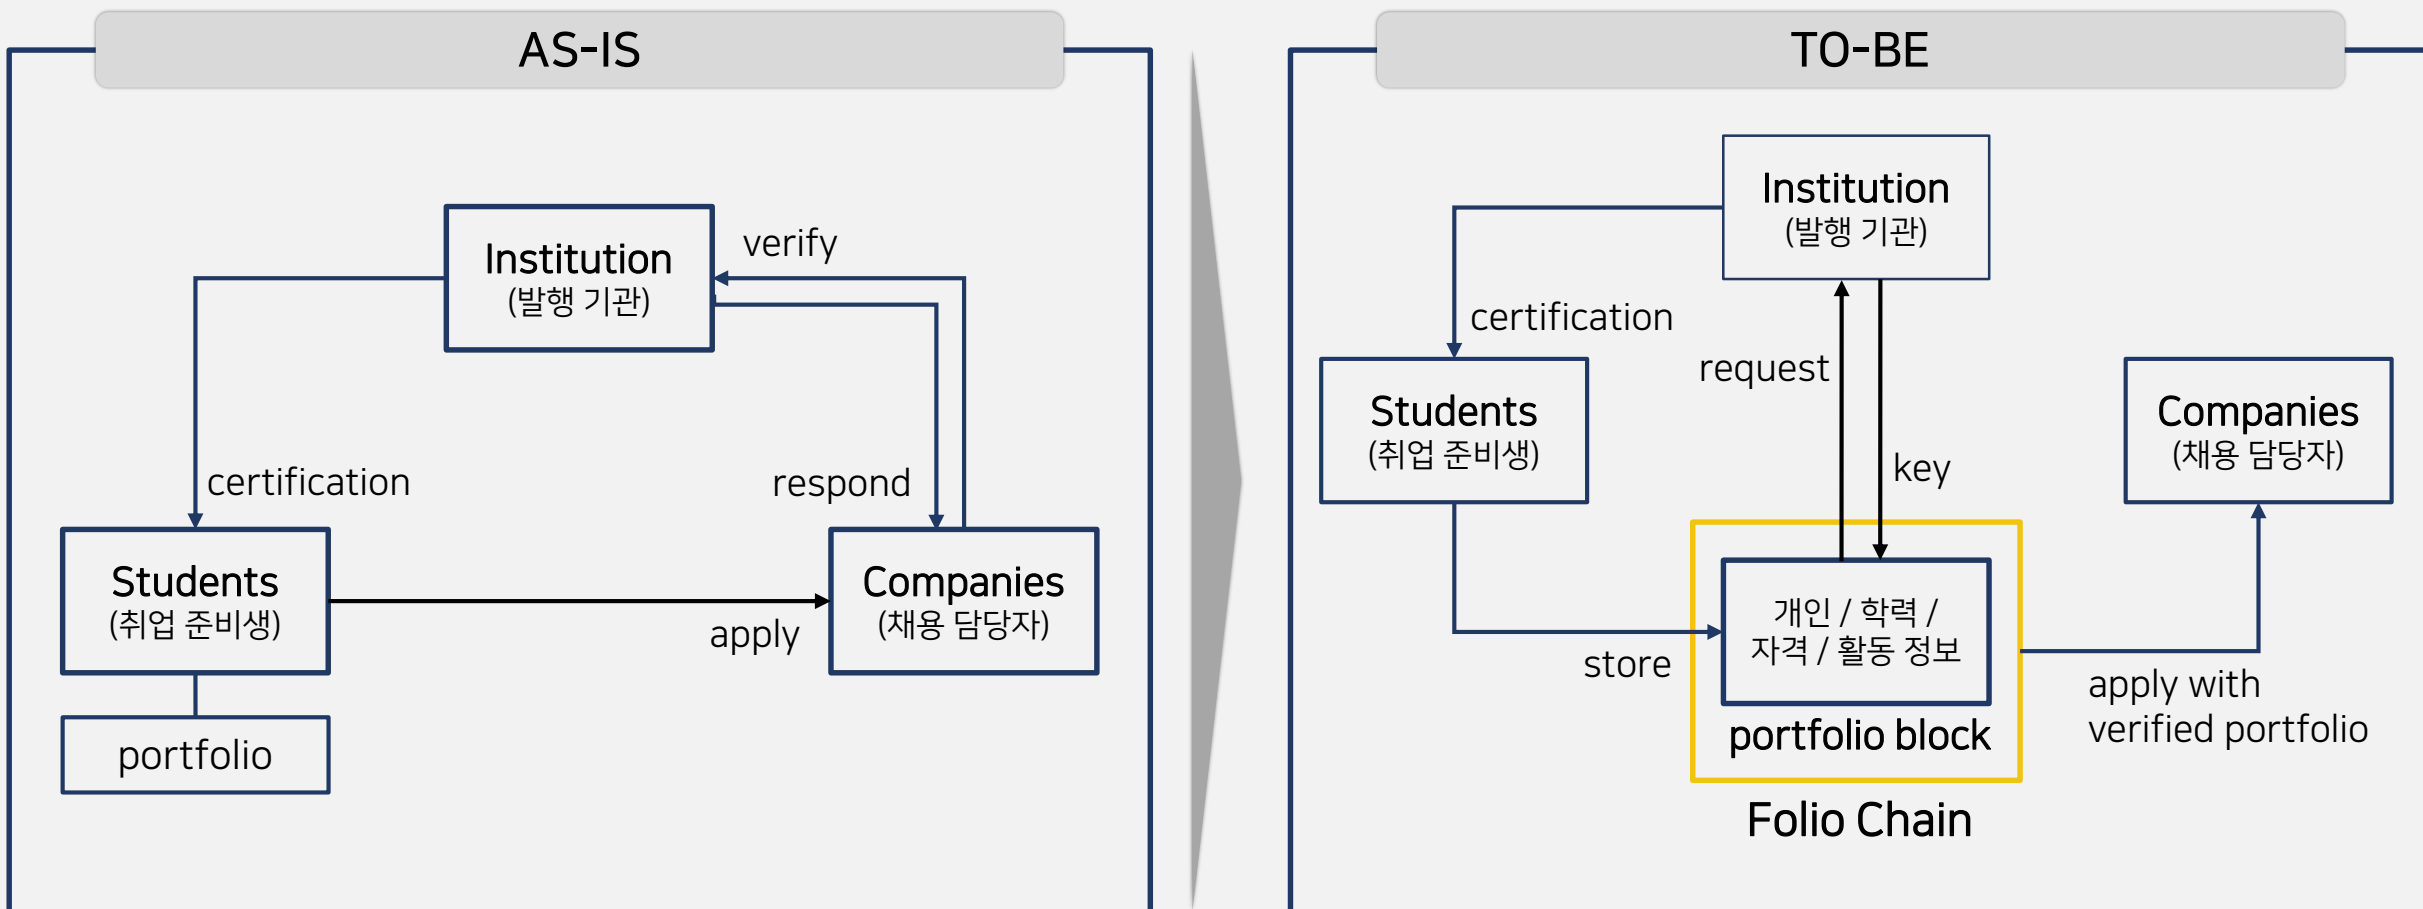 AS-IS
Institution
(발행 기관)
verify
certification
respond
Students
(취업 준비생)
apply
Companies
(채용 담당자)
portfolio
TO-BE
Institution
(발행 기관)
certification
request
key
Students
(취업 준비생)
Companies
(채용 담당자)
store
개인 / 학력 /
자격 / 활동 정보
portfolio block
Folio Chain
apply with
verified portfolio